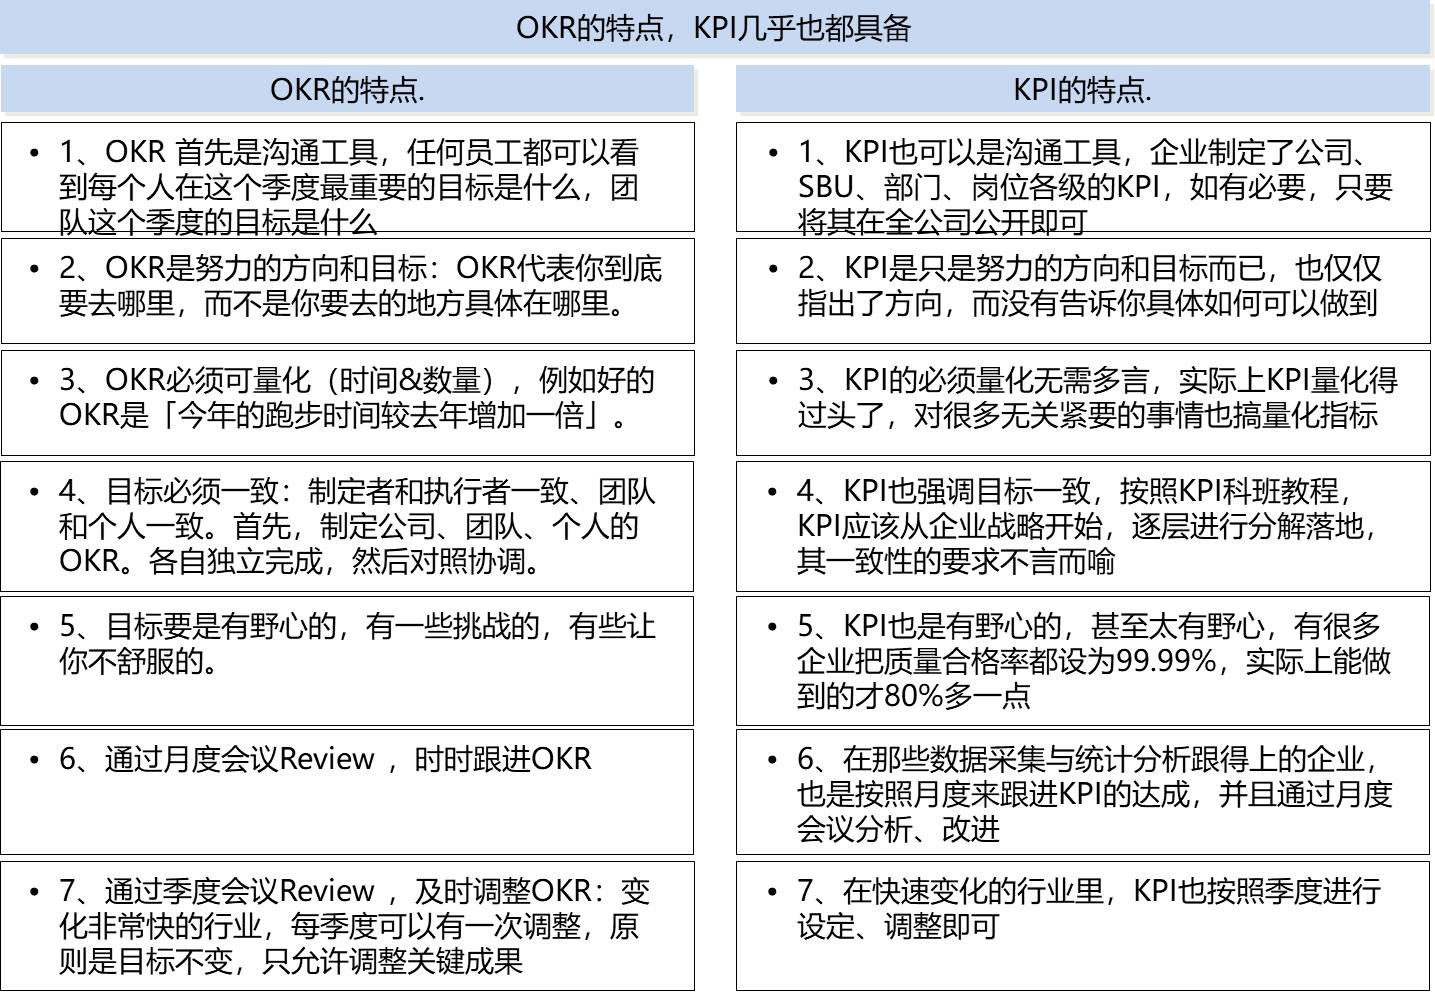 OKR的特点，KPI几乎也都具备
OKR的特点.
• 1、OKR 首先是沟通工具，任何员工都可以看
到每个人在这个季度最重要的目标是什么，团
队这个季度的目标是什么
• 2、OKR是努力的方向和目标：OKR代表你到底
要去哪里，而不是你要去的地方具体在哪里。
• 3、OKR必须可量化（时间&数量），例如好的
OKR是「今年的跑步时间较去年增加一倍」。
• 4、目标必须一致：制定者和执行者一致、团队
和个人一致。首先，制定公司、团队、个人的
OKR。各自独立完成，然后对照协调。
• 5、目标要是有野心的，有一些挑战的，有些让
你不舒服的。
• 6、通过月度会议Review ，时时跟进OKR
• 7、通过季度会议Review ，及时调整OKR：变
化非常快的行业，每季度可以有一次调整，原
则是目标不变，只允许调整关键成果
KPI的特点.
• 1、KPI也可以是沟通工具，企业制定了公司、
SBU、部门、岗位各级的KPI，如有必要，只要
将其在全公司公开即可
• 2、KPI是只是努力的方向和目标而已，也仅仅
指出了方向，而没有告诉你具体如何可以做到
• 3、KPI的必须量化无需多言，实际上KPI量化得
过头了，对很多无关紧要的事情也搞量化指标
• 4、KPI也强调目标一致，按照KPI科班教程，
KPI应该从企业战略开始，逐层进行分解落地，
其一致性的要求不言而喻
• 5、KPI也是有野心的，甚至太有野心，有很多
企业把质量合格率都设为99.99%，实际上能做
到的才80%多一点
• 6、在那些数据采集与统计分析跟得上的企业，
也是按照月度来跟进KPI的达成，并且通过月度
会议分析、改进
• 7、在快速变化的行业里，KPI也按照季度进行
设定、调整即可